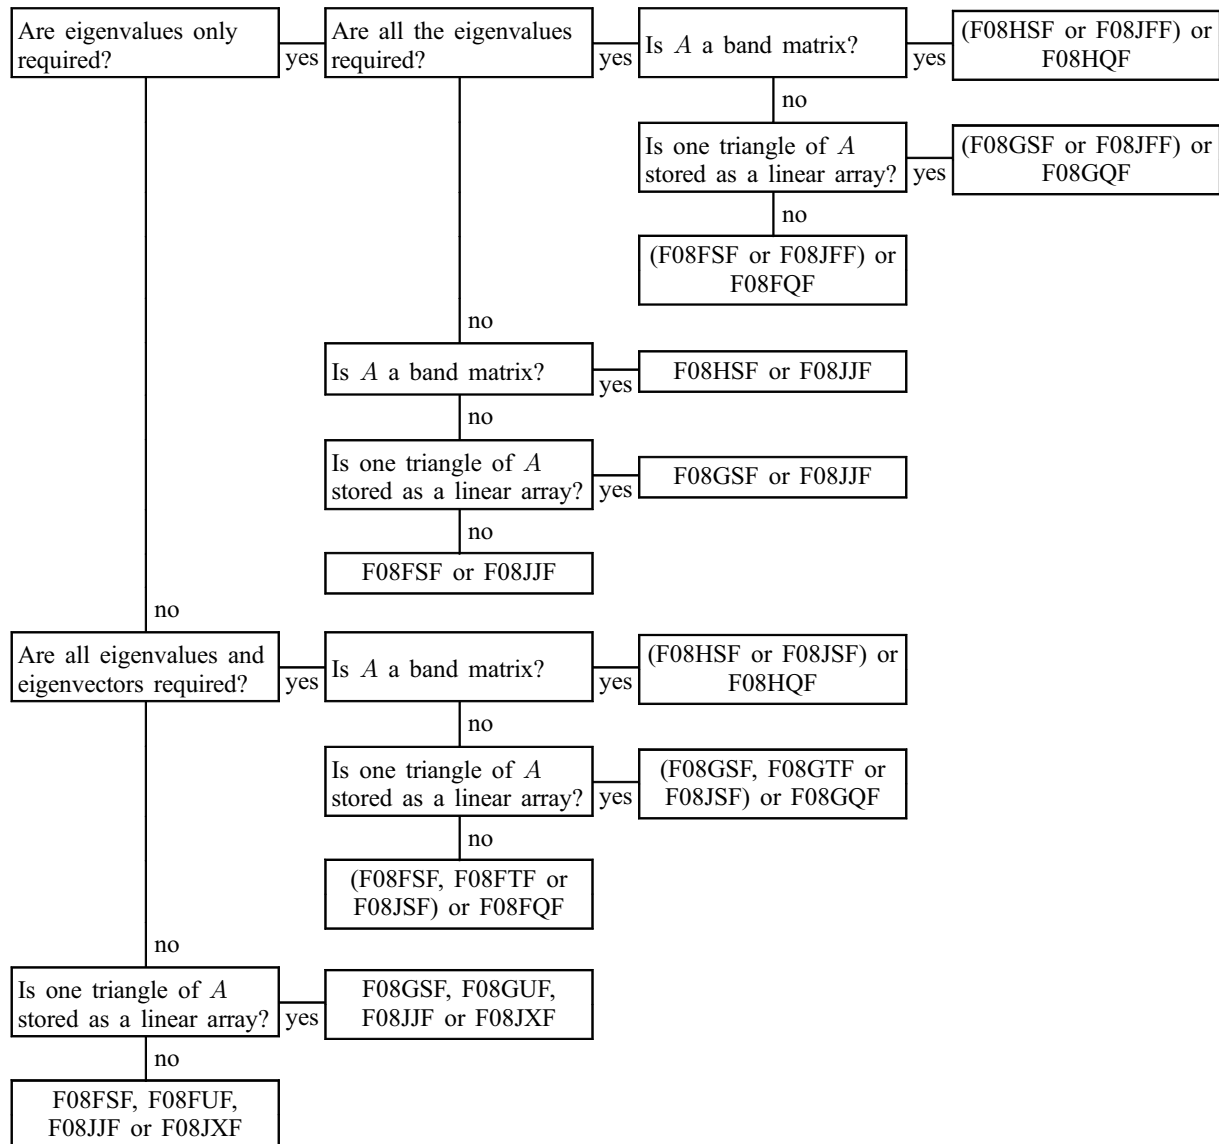 Are eigenvalues only
required?
yes
Are all the eigenvalues
required?
yes
Is A a band matrix?
yes
(F08HSF or F08JFF) or
F08HQF
no
Is one triangle of A
stored as a linear array?
yes
(F08GSF or F08JFF) or
F08GQF
no
(F08FSF or F08JFF) or
F08FQF
no
Is A a band matrix?
yes
F08HSF or F08JJF
no
Is one triangle of A
stored as a linear array?
yes
F08GSF or F08JJF
no
F08FSF or F08JJF
no
Are all eigenvalues and
eigenvectors required?
yes
Is A a band matrix?
yes
(F08HSF or F08JSF) or
F08HQF
no
Is one triangle of A
stored as a linear array?
yes
(F08GSF, F08GTF or
F08JSF) or F08GQF
no
(F08FSF, F08FTF or
F08JSF) or F08FQF
no
Is one triangle of A
stored as a linear array?
yes
F08GSF, F08GUF,
F08JJF or F08JXF
no
F08FSF, F08FUF,
F08JJF or F08JXF